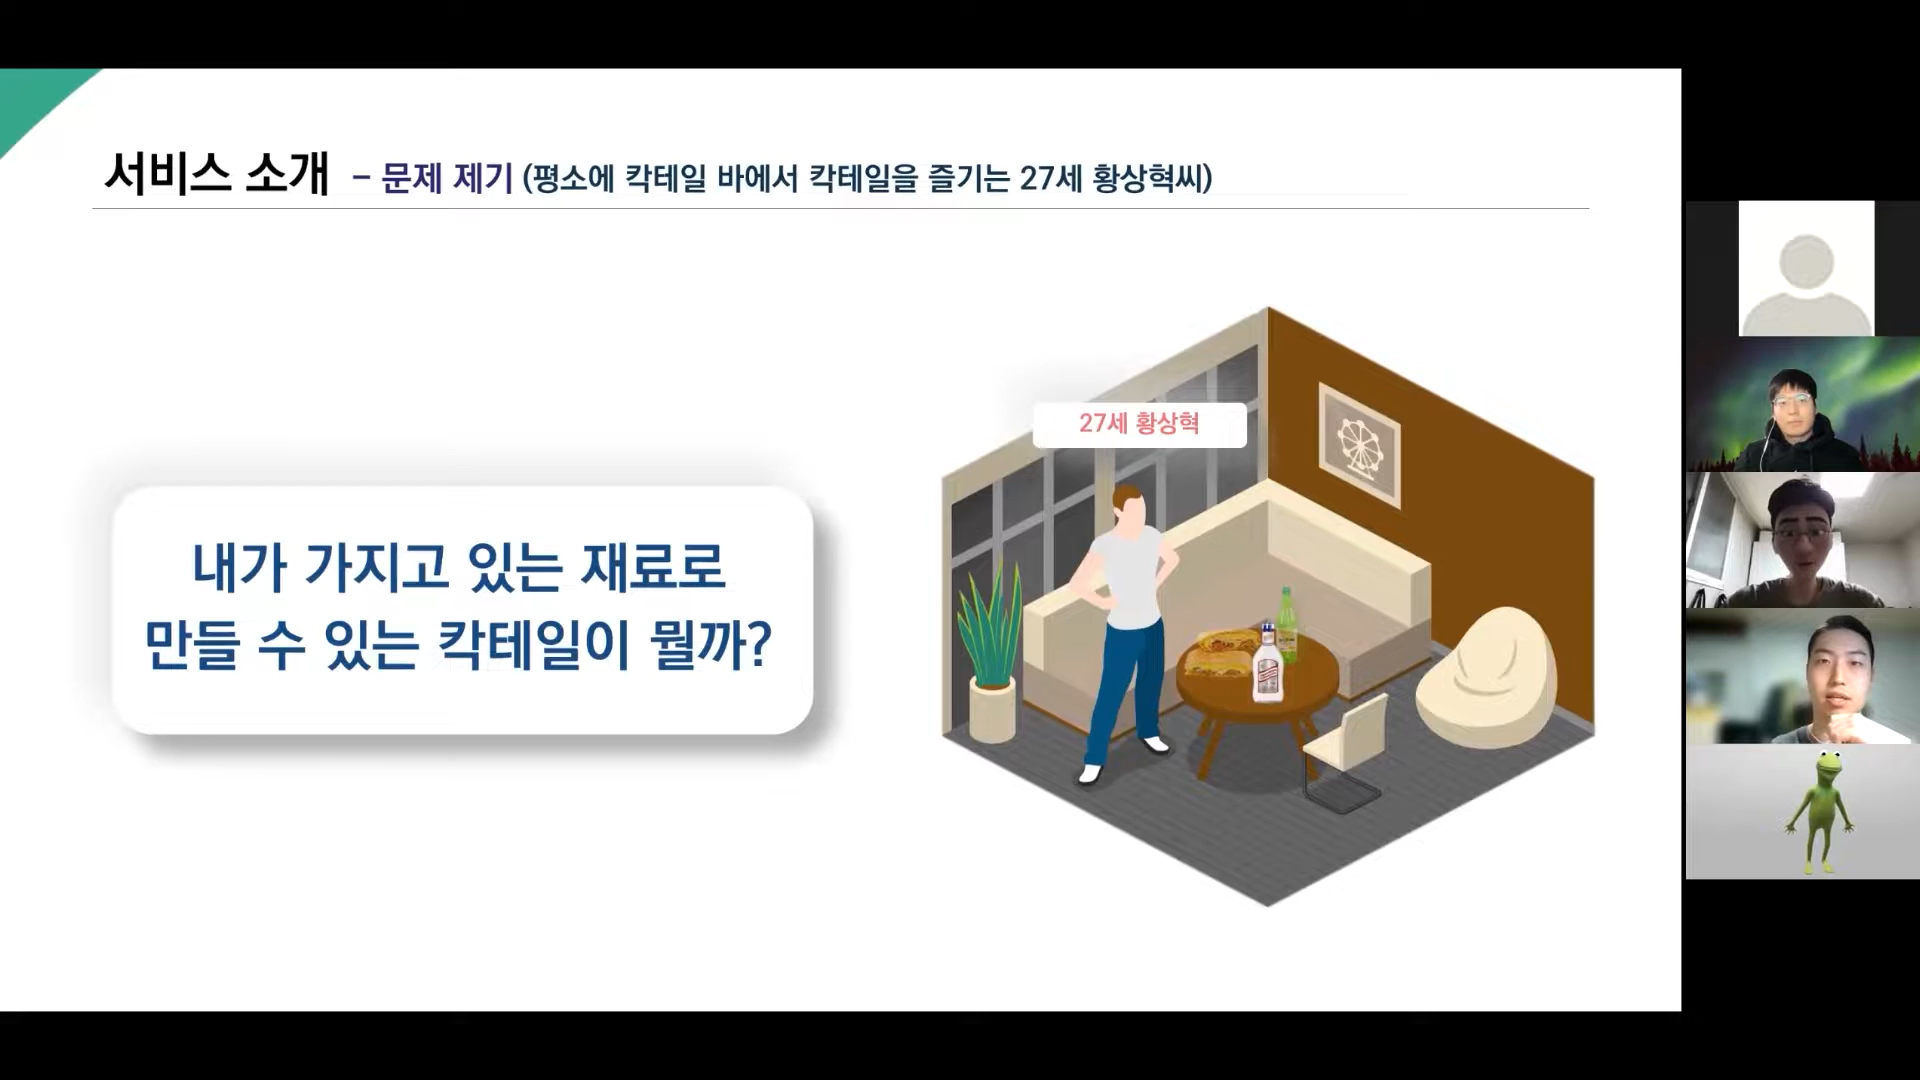 서비스 소개 – 문제 제기 (평소에 칵테일 바에서 칵테일을 즐기는 27세 황상혁씨)
27세 황상혁
내가 가지고 있는 재료로
만들 수 있는 칵테일이 뭘까?